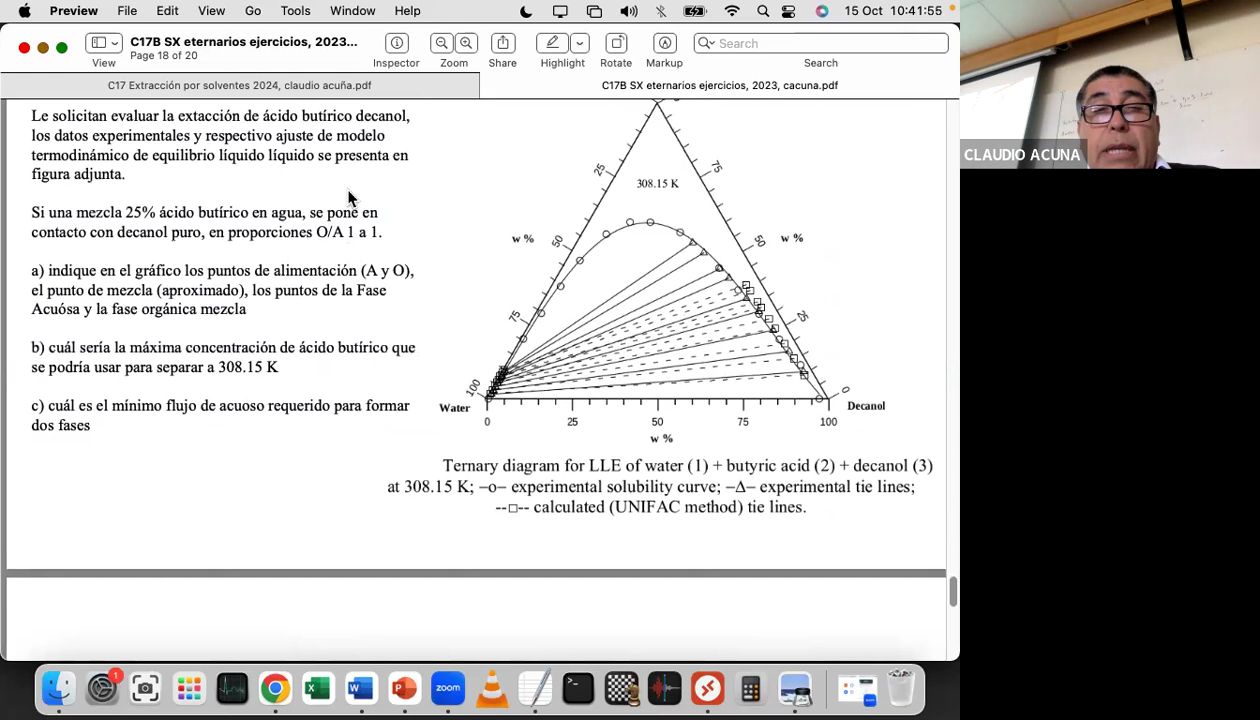 Preview File Edit View Go Tools Window Help 15 Oct 10:41:55
C17B SX eternarios ejercicios, 2023...
Page 18 of 20
View Inspector Zoom Share Highlight Rotate Markup Search
Search
C17 Extracción por solventes 2024, claudio acuña.pdf
C17B SX eternarios ejercicios, 2023, cacuna.pdf
CLAUDIO ACUNA
Le solicitan evaluar la extacción de ácido butírico decanol,
los datos experimentales y respectivo ajuste de modelo
termodinámico de equilibrio líquido líquido se presenta en
figura adjunta.
Si una mezcla 25% ácido butírico en agua, se pone en
contacto con decanol puro, en proporciones O/A 1 a 1.
a) indique en el gráfico los puntos de alimentación (A y O),
el punto de mezcla (aproximado), los puntos de la Fase
Acuósa y la fase orgánica mezcla
b) cuál sería la máxima concentración de ácido butírico que
se podría usar para separar a 308.15 K
c) cuál es el mínimo flujo de acuoso requerido para formar
dos fases
25
75
308.15 K
w %
50
50
w %
75
25
100
0
Water
Decanol
0 25 50 75 100
w %
Ternary diagram for LLE of water (1) + butyric acid (2) + decanol (3)
at 308.15 K; –o– experimental solubility curve; –Δ– experimental tie lines;
--□-- calculated (UNIFAC method) tie lines.
1
zoom